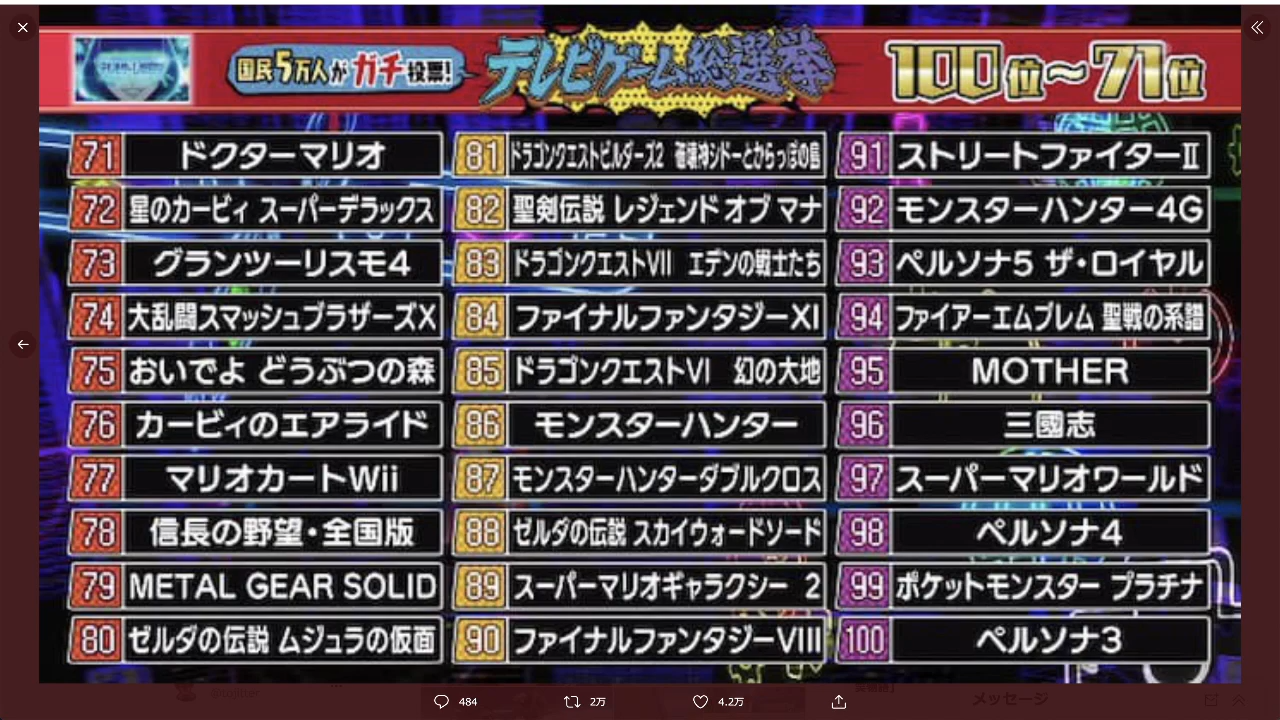 国民5万人がガチ投票!
テレビゲーム総選挙
100位～71位
71 ドクターマリオ
72 星のカービィ スーパーデラックス
73 グランツーリスモ4
74 大乱闘スマッシュブラザーズX
75 おいでよ どうぶつの森
76 カービィのエアライド
77 マリオカートWii
78 信長の野望・全国版
79 METAL GEAR SOLID
80 ゼルダの伝説 ムジュラの仮面
81 ドラゴンクエストビルダーズ2 破壊神シドーとからっぽの島
82 聖剣伝説 レジェンド オブ マナ
83 ドラゴンクエストVII エデンの戦士たち
84 ファイナルファンタジーXI
85 ドラゴンクエストVI 幻の大地
86 モンスターハンター
87 モンスターハンターダブルクロス
88 ゼルダの伝説 スカイウォードソード
89 スーパーマリオギャラクシー 2
90 ファイナルファンタジーVIII
91 ストリートファイターII
92 モンスターハンター4G
93 ペルソナ5 ザ・ロイヤル
94 ファイアーエムブレム 聖戦の系譜
95 MOTHER
96 三國志
97 スーパーマリオワールド
98 ペルソナ4
99 ポケットモンスター プラチナ
100 ペルソナ3
484 2万 4.2万
メッセージ